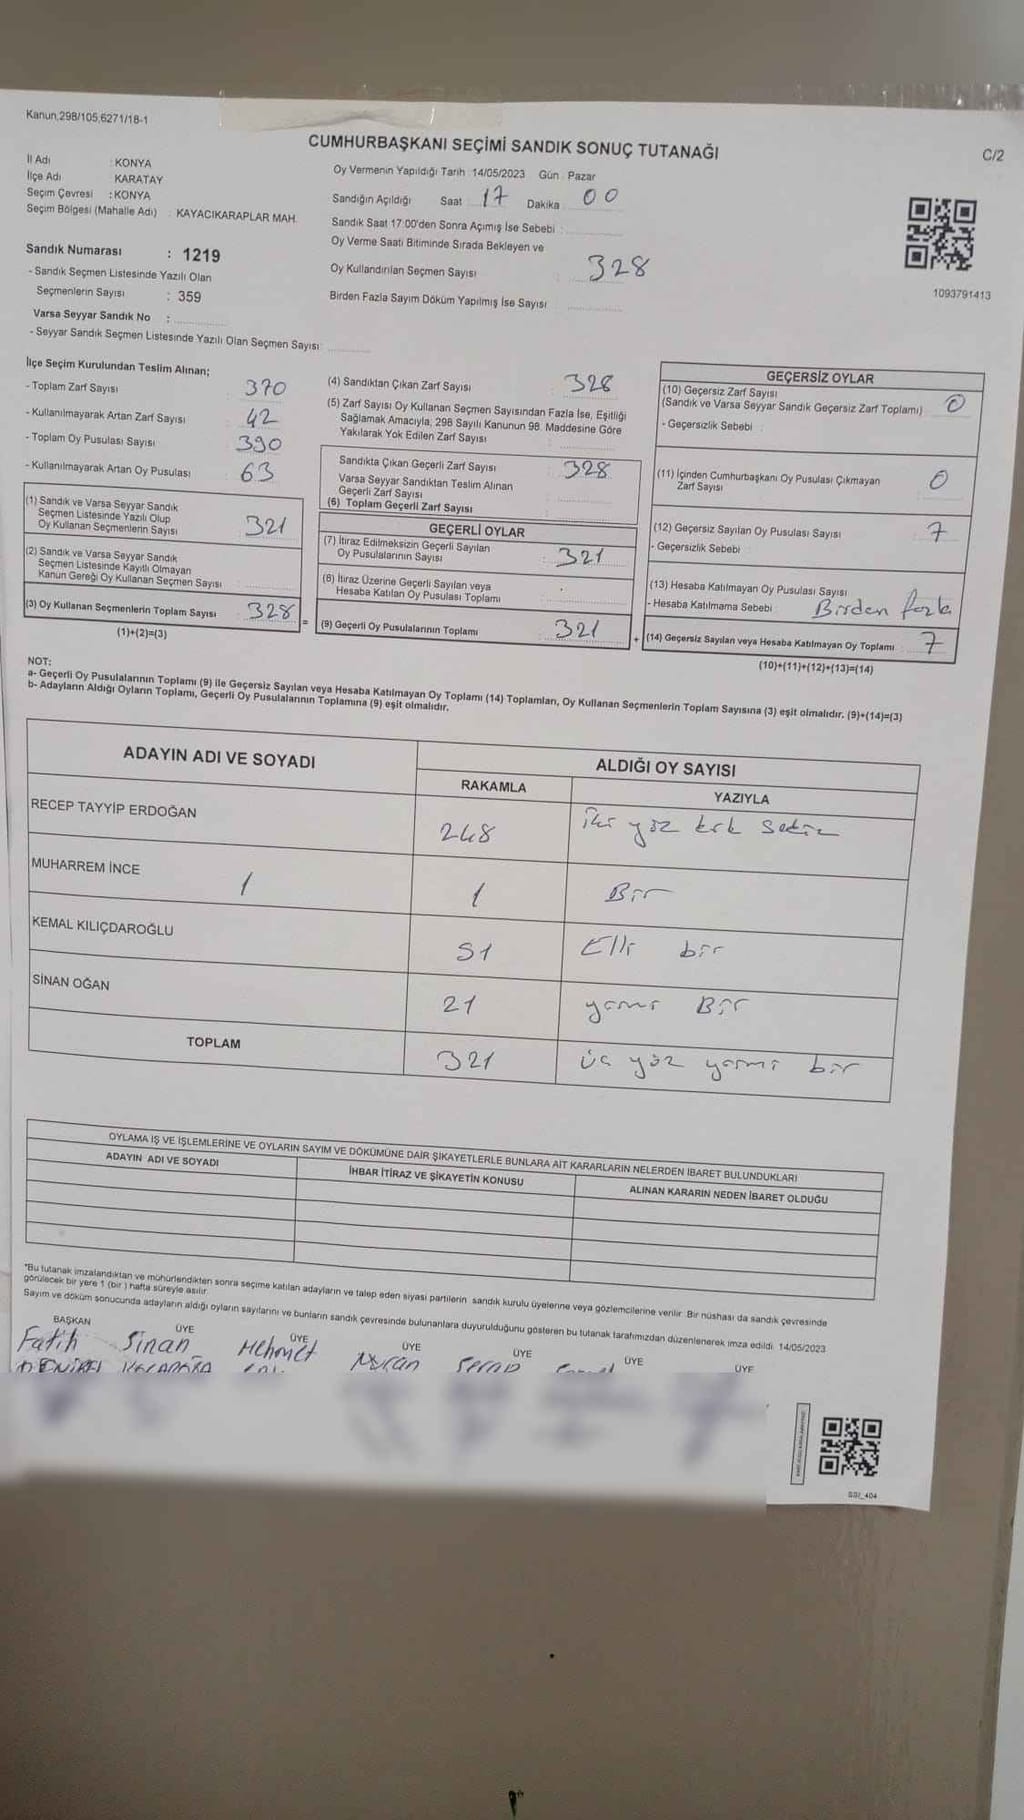 Kanun,298/105,6271/18-1
CUMHURBAŞKANI SEÇİMİ SANDIK SONUÇ TUTANAĞI
C/2
İl Adı : KONYA
İlçe Adı KARATAY
Seçim Çevresi : KONYA
Seçim Bölgesi (Mahalle Adı) : KAYACIKARAPLAR MAH.
Oy Vermenin Yapıldığı Tarih 14/05/2023 Gün : Pazar
Sandığın Açıldığı Saat 17 Dakika 00
Sandık Saat 17:00'den Sonra Açımış İse Sebebi :
Oy Verme Saati Bitiminde Sırada Bekleyen ve
Oy Kullandırılan Seçmen Sayısı : 328
Birden Fazla Sayım Döküm Yapılmış İse Sayısı
1093791413
Sandık Numarası : 1219
- Sandık Seçmen Listesinde Yazılı Olan
Seçmenlerin Sayısı : 359
Varsa Seyyar Sandık No :
- Seyyar Sandık Seçmen Listesinde Yazılı Olan Seçmen Sayısı:
İlçe Seçim Kurulundan Teslim Alınan;
- Toplam Zarf Sayısı 370
- Kullanılmayarak Artan Zarf Sayısı 42
- Toplam Oy Pusulası Sayısı 390
- Kullanılmayarak Artan Oy Pusulası 63
(1) Sandık ve Varsa Seyyar Sandık
Seçmen Listesinde Yazılı Olup
Oy Kullanan Seçmenlerin Sayısı 321
(2) Sandık ve Varsa Seyyar Sandık
Seçmen Listesinde Kayıtlı Olmayan
Kanun Gereği Oy Kullanan Seçmen Sayısı
(3) Oy Kullanan Seçmenlerin Toplam Sayısı : 328
(1)+(2)=(3)
=
(4) Sandıktan Çıkan Zarf Sayısı 328
(5) Zarf Sayısı Oy Kullanan Seçmen Sayısından Fazla İse, Eşitliği
Sağlamak Amacıyla, 298 Sayılı Kanunun 98. Maddesine Göre
Yakılarak Yok Edilen Zarf Sayısı
Sandıkta Çıkan Geçerli Zarf Sayısı : 328
Varsa Seyyar Sandıktan Teslim Alınan
Geçerli Zarf Sayısı
(6) Toplam Geçerli Zarf Sayısı
GEÇERLİ OYLAR
(7) İtiraz Edilmeksizin Geçerli Sayılan
Oy Pusulalarının Sayısı : 321
(8) İtiraz Üzerine Geçerli Sayılan veya
Hesaba Katılan Oy Pusulası Toplamı
(9) Geçerli Oy Pusulalarının Toplamı 321
+
GEÇERSİZ OYLAR
(10) Geçersiz Zarf Sayısı
(Sandık ve Varsa Seyyar Sandık Geçersiz Zarf Toplamı) 0
- Geçersizlik Sebebi :
(11) İçinden Cumhurbaşkanı Oy Pusulası Çıkmayan
Zarf Sayısı 0
(12) Geçersiz Sayılan Oy Pusulası Sayısı 7
- Geçersizlik Sebebi
(13) Hesaba Katılmayan Oy Pusulası Sayısı
- Hesaba Katılmama Sebebi : Birden fazla
(14) Geçersiz Sayılan veya Hesaba Katılmayan Oy Toplamı 7
(10)+(11)+(12)+(13)=(14)
NOT:
a- Geçerli Oy Pusulalarının Toplamı (9) ile Geçersiz Sayılan veya Hesaba Katılmayan Oy Toplamı (14) Toplamları, Oy Kullanan Seçmenlerin Toplam Sayısına (3) eşit olmalıdır. (9)+(14)=(3)
b- Adayların Aldığı Oyların Toplamı, Geçerli Oy Pusulalarının Toplamına (9) eşit olmalıdır.
ADAYIN ADI VE SOYADI ALDIĞI OY SAYISI
RAKAMLA YAZIYLA
RECEP TAYYİP ERDOĞAN 248 iki yüz kırk sekiz
MUHARREM İNCE 1 1 Bir
KEMAL KILIÇDAROĞLU 51 Elli bir
SİNAN OĞAN 21 yirmi Bir
TOPLAM 321 üç yüz yirmi bir
OYLAMA İŞ VE İŞLEMLERİNE VE OYLARIN SAYIM VE DÖKÜMÜNE DAİR ŞİKAYETLERLE BUNLARA AİT KARARLARIN NELERDEN İBARET BULUNDUKLARI
ADAYIN ADI VE SOYADI İHBAR İTİRAZ VE ŞİKAYETİN KONUSU ALINAN KARARIN NEDEN İBARET OLDUĞU
*Bu tutanak imzalandıktan ve mühürlendikten sonra seçime katılan adayların ve talep eden siyasi partilerin sandık kurulu üyelerine veya gözlemcilerine verilir. Bir nüshası da sandık çevresinde
görülecek bir yere 1 (bir ) hafta süreyle asılır.
Sayım ve döküm sonucunda adayların aldığı oyların sayılarını ve bunların sandık çevresinde bulunanlara duyurulduğunu gösteren bu tutanak tarafımızdan düzenlenerek imza edildi. 14/05/2023
BAŞKAN ÜYE ÜYE ÜYE ÜYE ÜYE ÜYE
Fatih Sinan Mehmet Nuran Serap
SSI_404